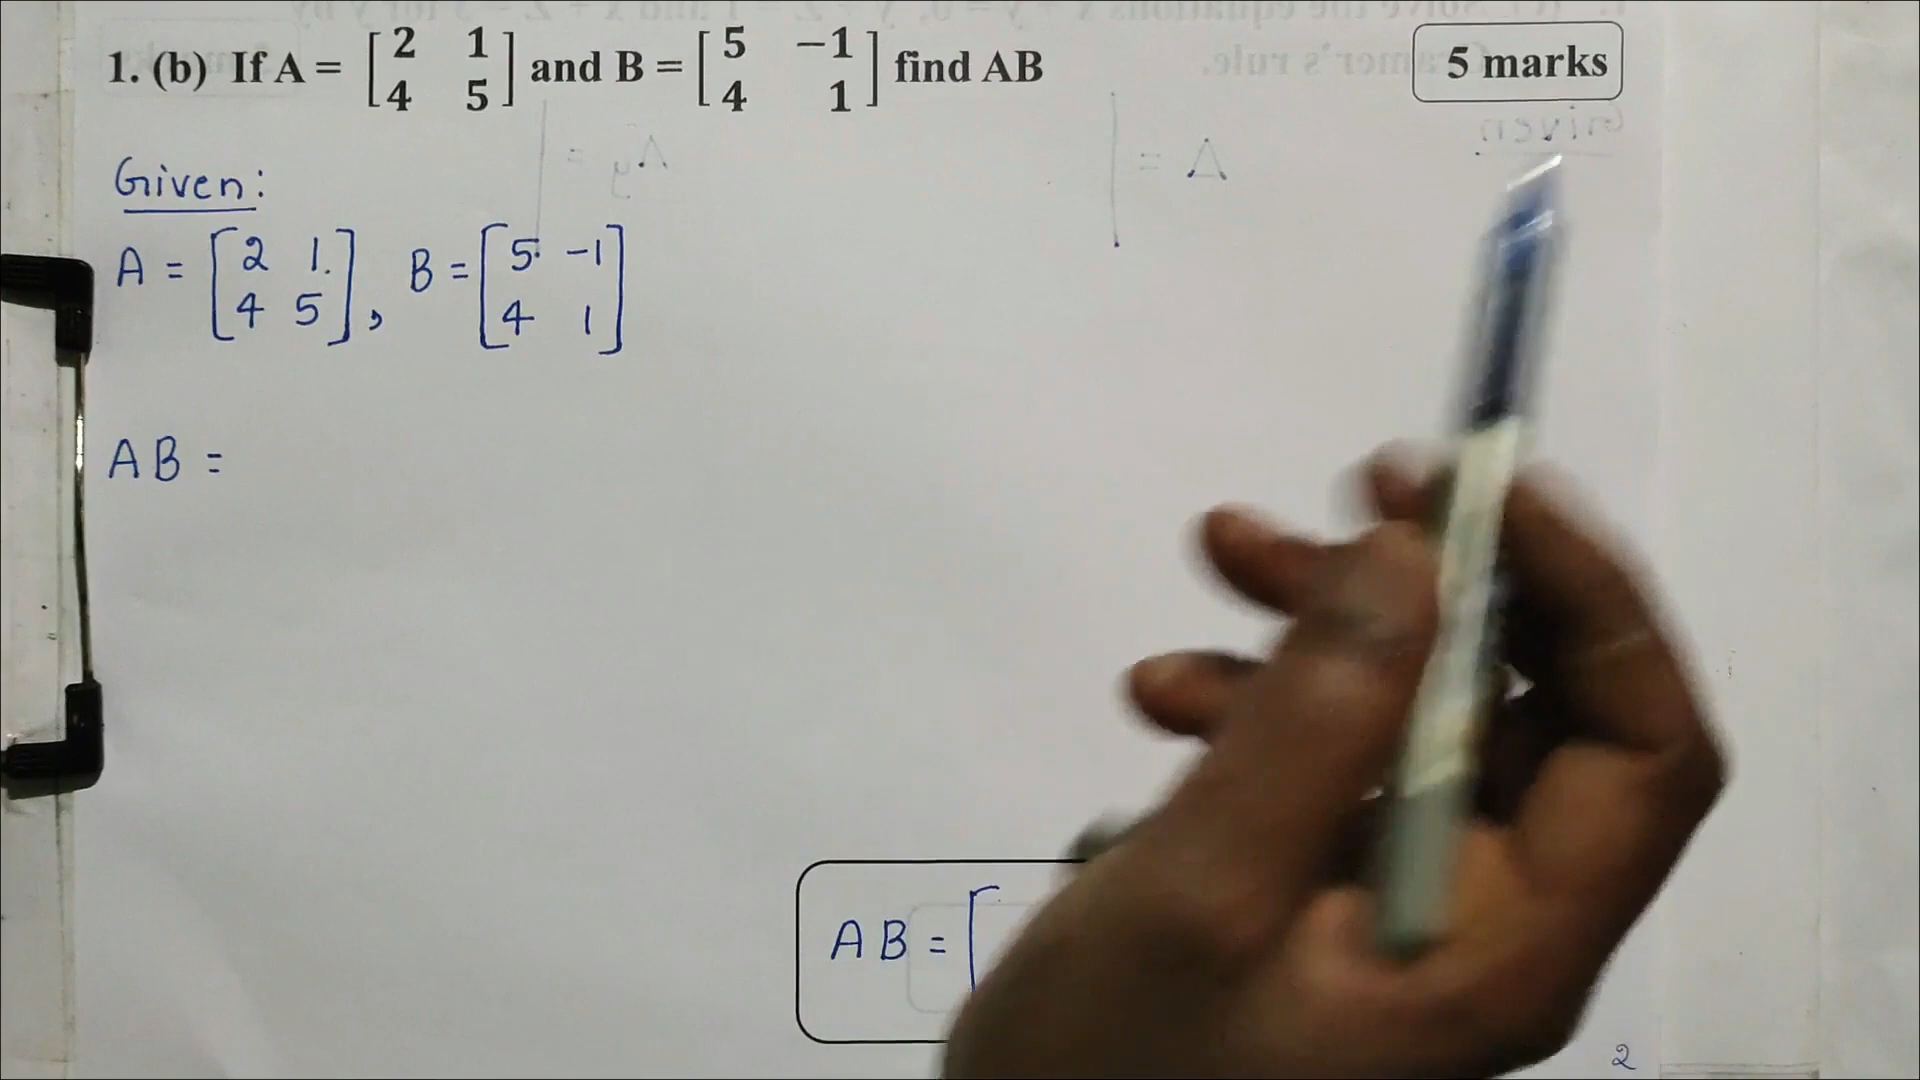 1. (b) If A = [2 1 and B = [5 −1 find AB 5 marks
4 5] 4 1]
Given:
A = [2 1 , B = [5 -1
4 5] 4 1]
AB =
AB = [
2